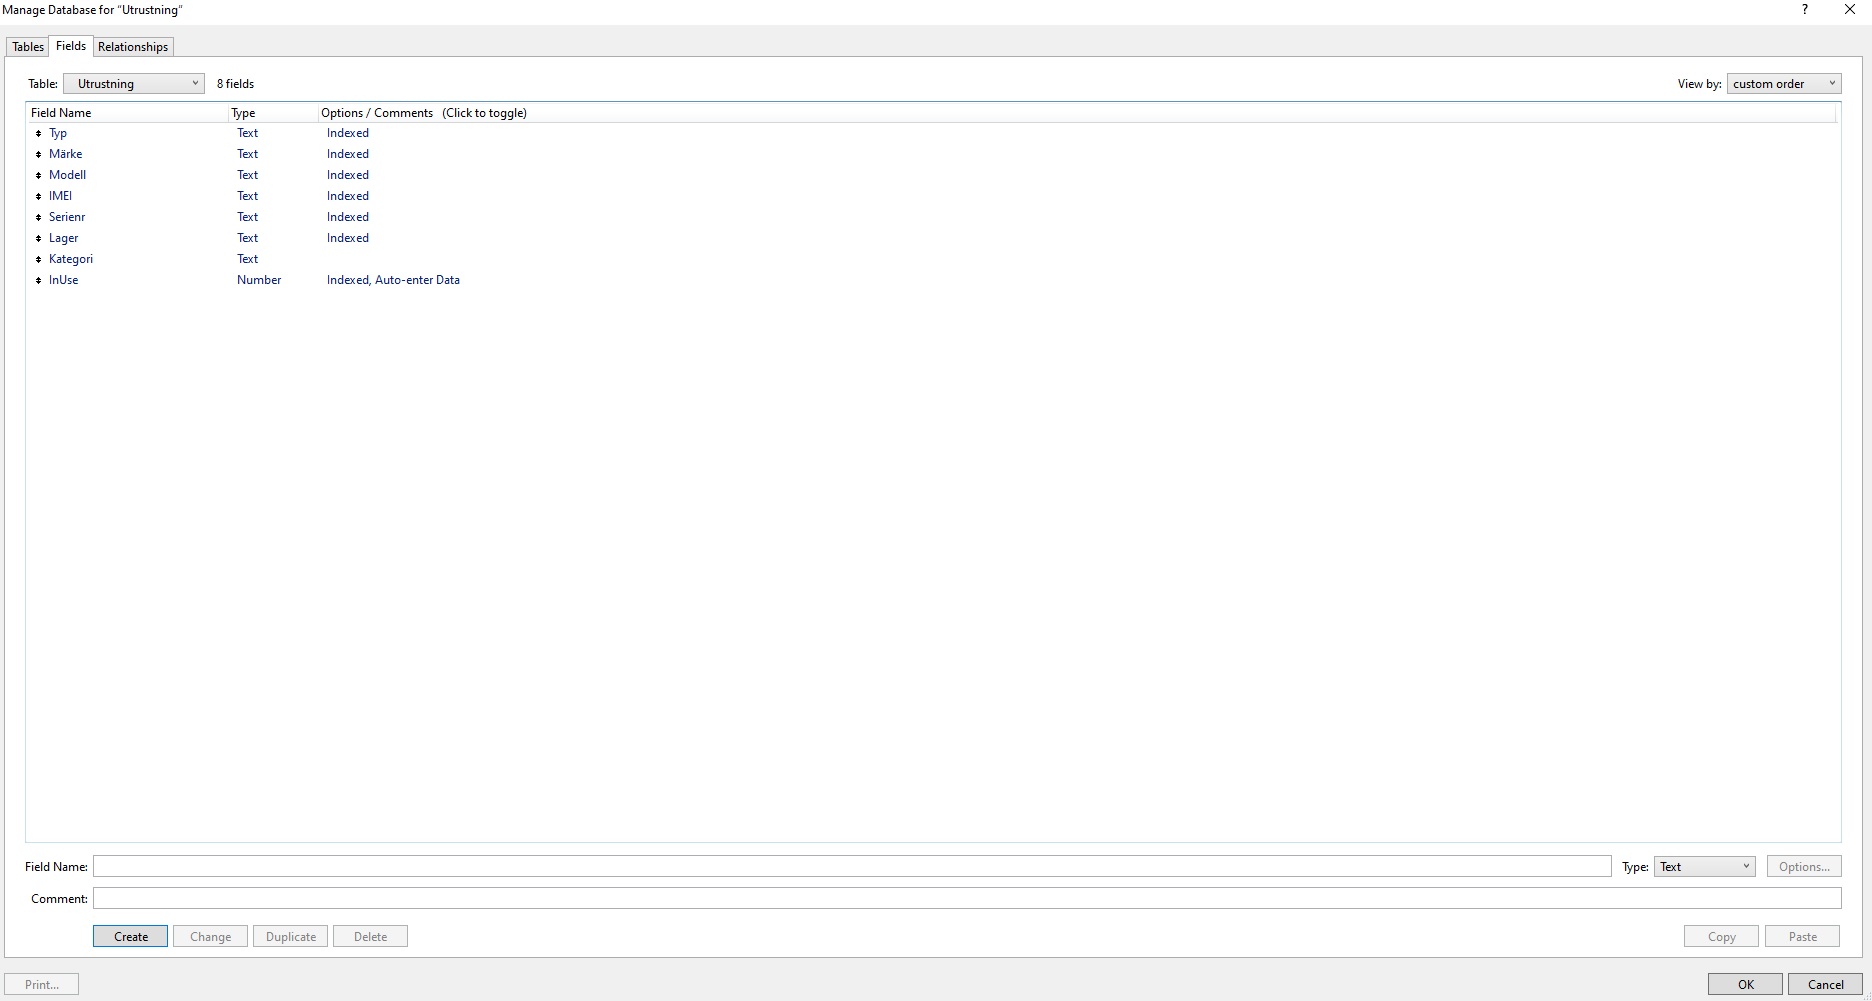 Manage Database for “Utrustning”
?
Tables Fields Relationships
Table: Utrustning 8 fields View by: custom order
Field Name Type Options / Comments (Click to toggle)
Typ Text Indexed
Märke Text Indexed
Modell Text Indexed
IMEI Text Indexed
Serienr Text Indexed
Lager Text Indexed
Kategori Text
InUse Number Indexed, Auto-enter Data
Field Name: Type: Text Options...
Comment:
Create Change Duplicate Delete Copy Paste
Print... OK Cancel